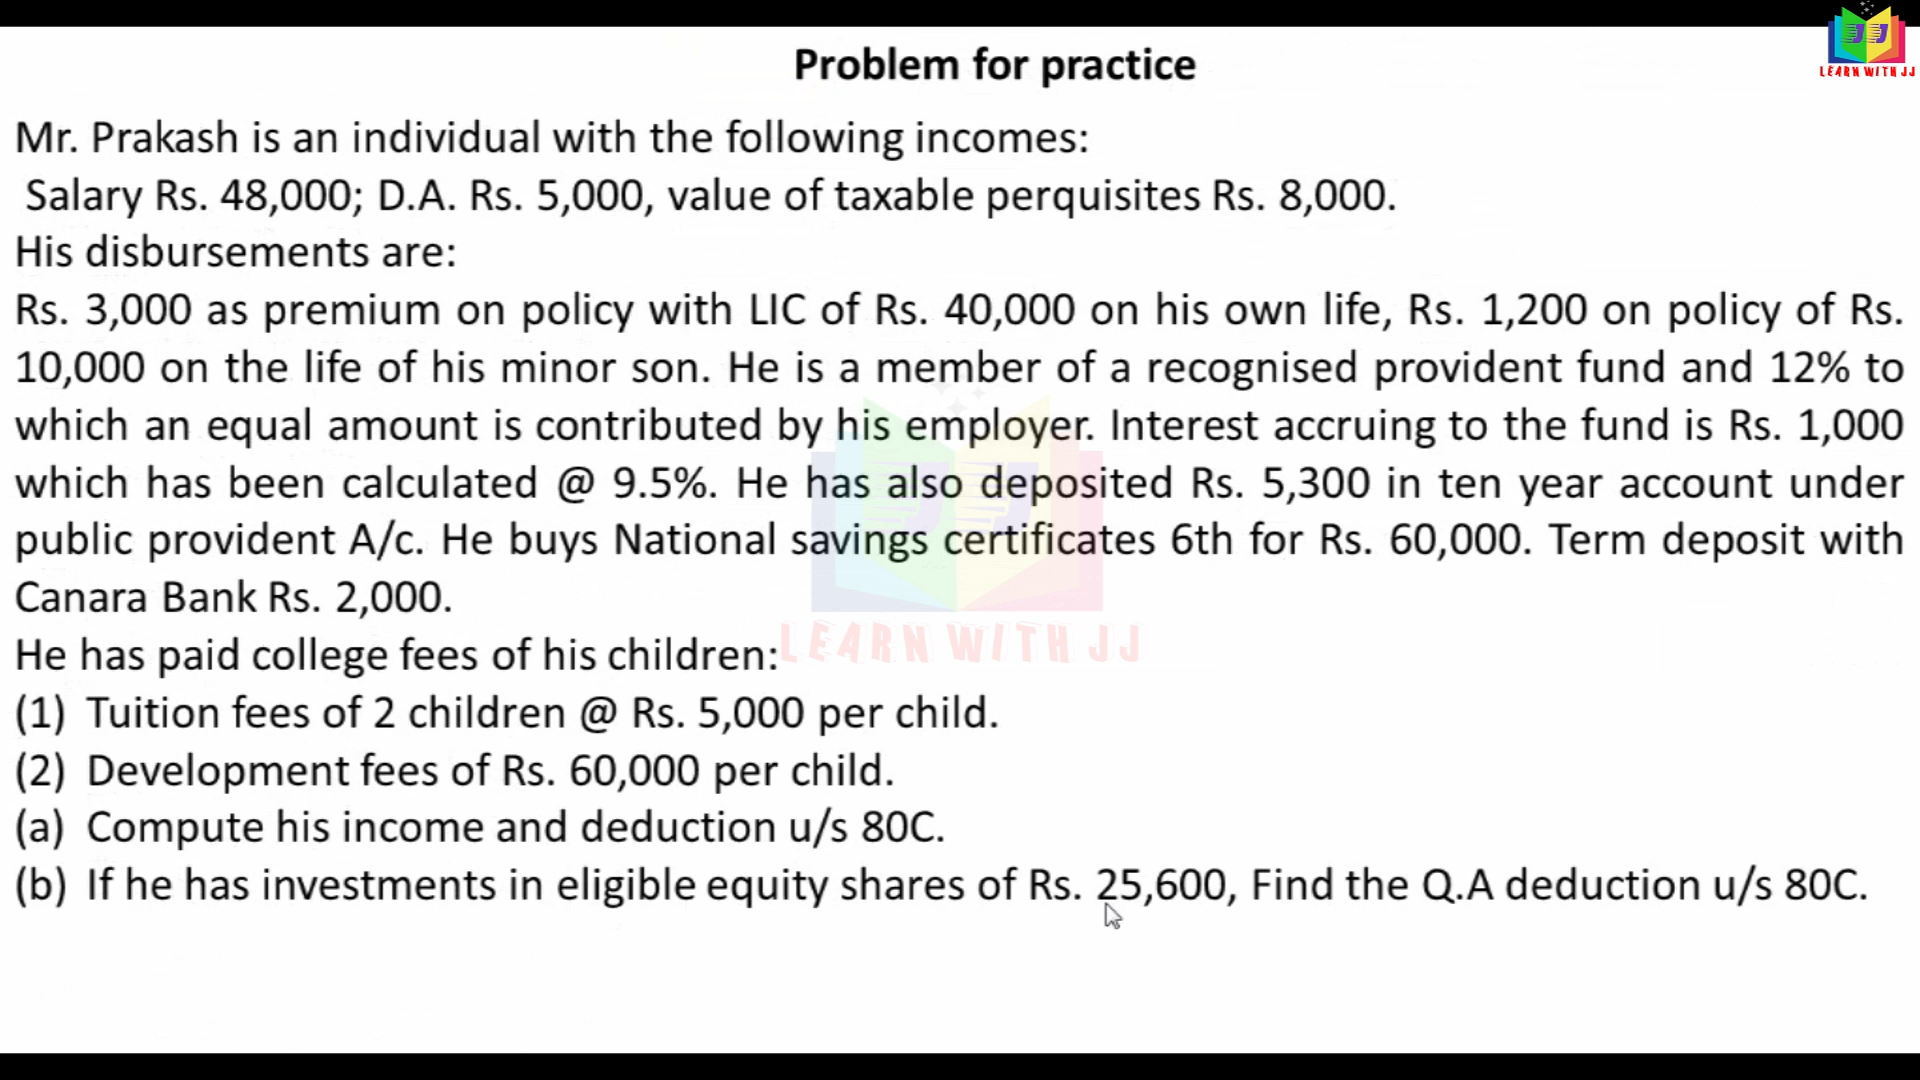 LEARN WITH JJ
Problem for practice
Mr. Prakash is an individual with the following incomes:
Salary Rs. 48,000; D.A. Rs. 5,000, value of taxable perquisites Rs. 8,000.
His disbursements are:
Rs. 3,000 as premium on policy with LIC of Rs. 40,000 on his own life, Rs. 1,200 on policy of Rs.
10,000 on the life of his minor son. He is a member of a recognised provident fund and 12% to
which an equal amount is contributed by his employer. Interest accruing to the fund is Rs. 1,000
which has been calculated @ 9.5%. He has also deposited Rs. 5,300 in ten year account under
public provident A/c. He buys National savings certificates 6th for Rs. 60,000. Term deposit with
Canara Bank Rs. 2,000.
He has paid college fees of his children:
LEARN WITH JJ
(1) Tuition fees of 2 children @ Rs. 5,000 per child.
(2) Development fees of Rs. 60,000 per child.
(a) Compute his income and deduction u/s 80C.
(b) If he has investments in eligible equity shares of Rs. 25,600, Find the Q.A deduction u/s 80C.